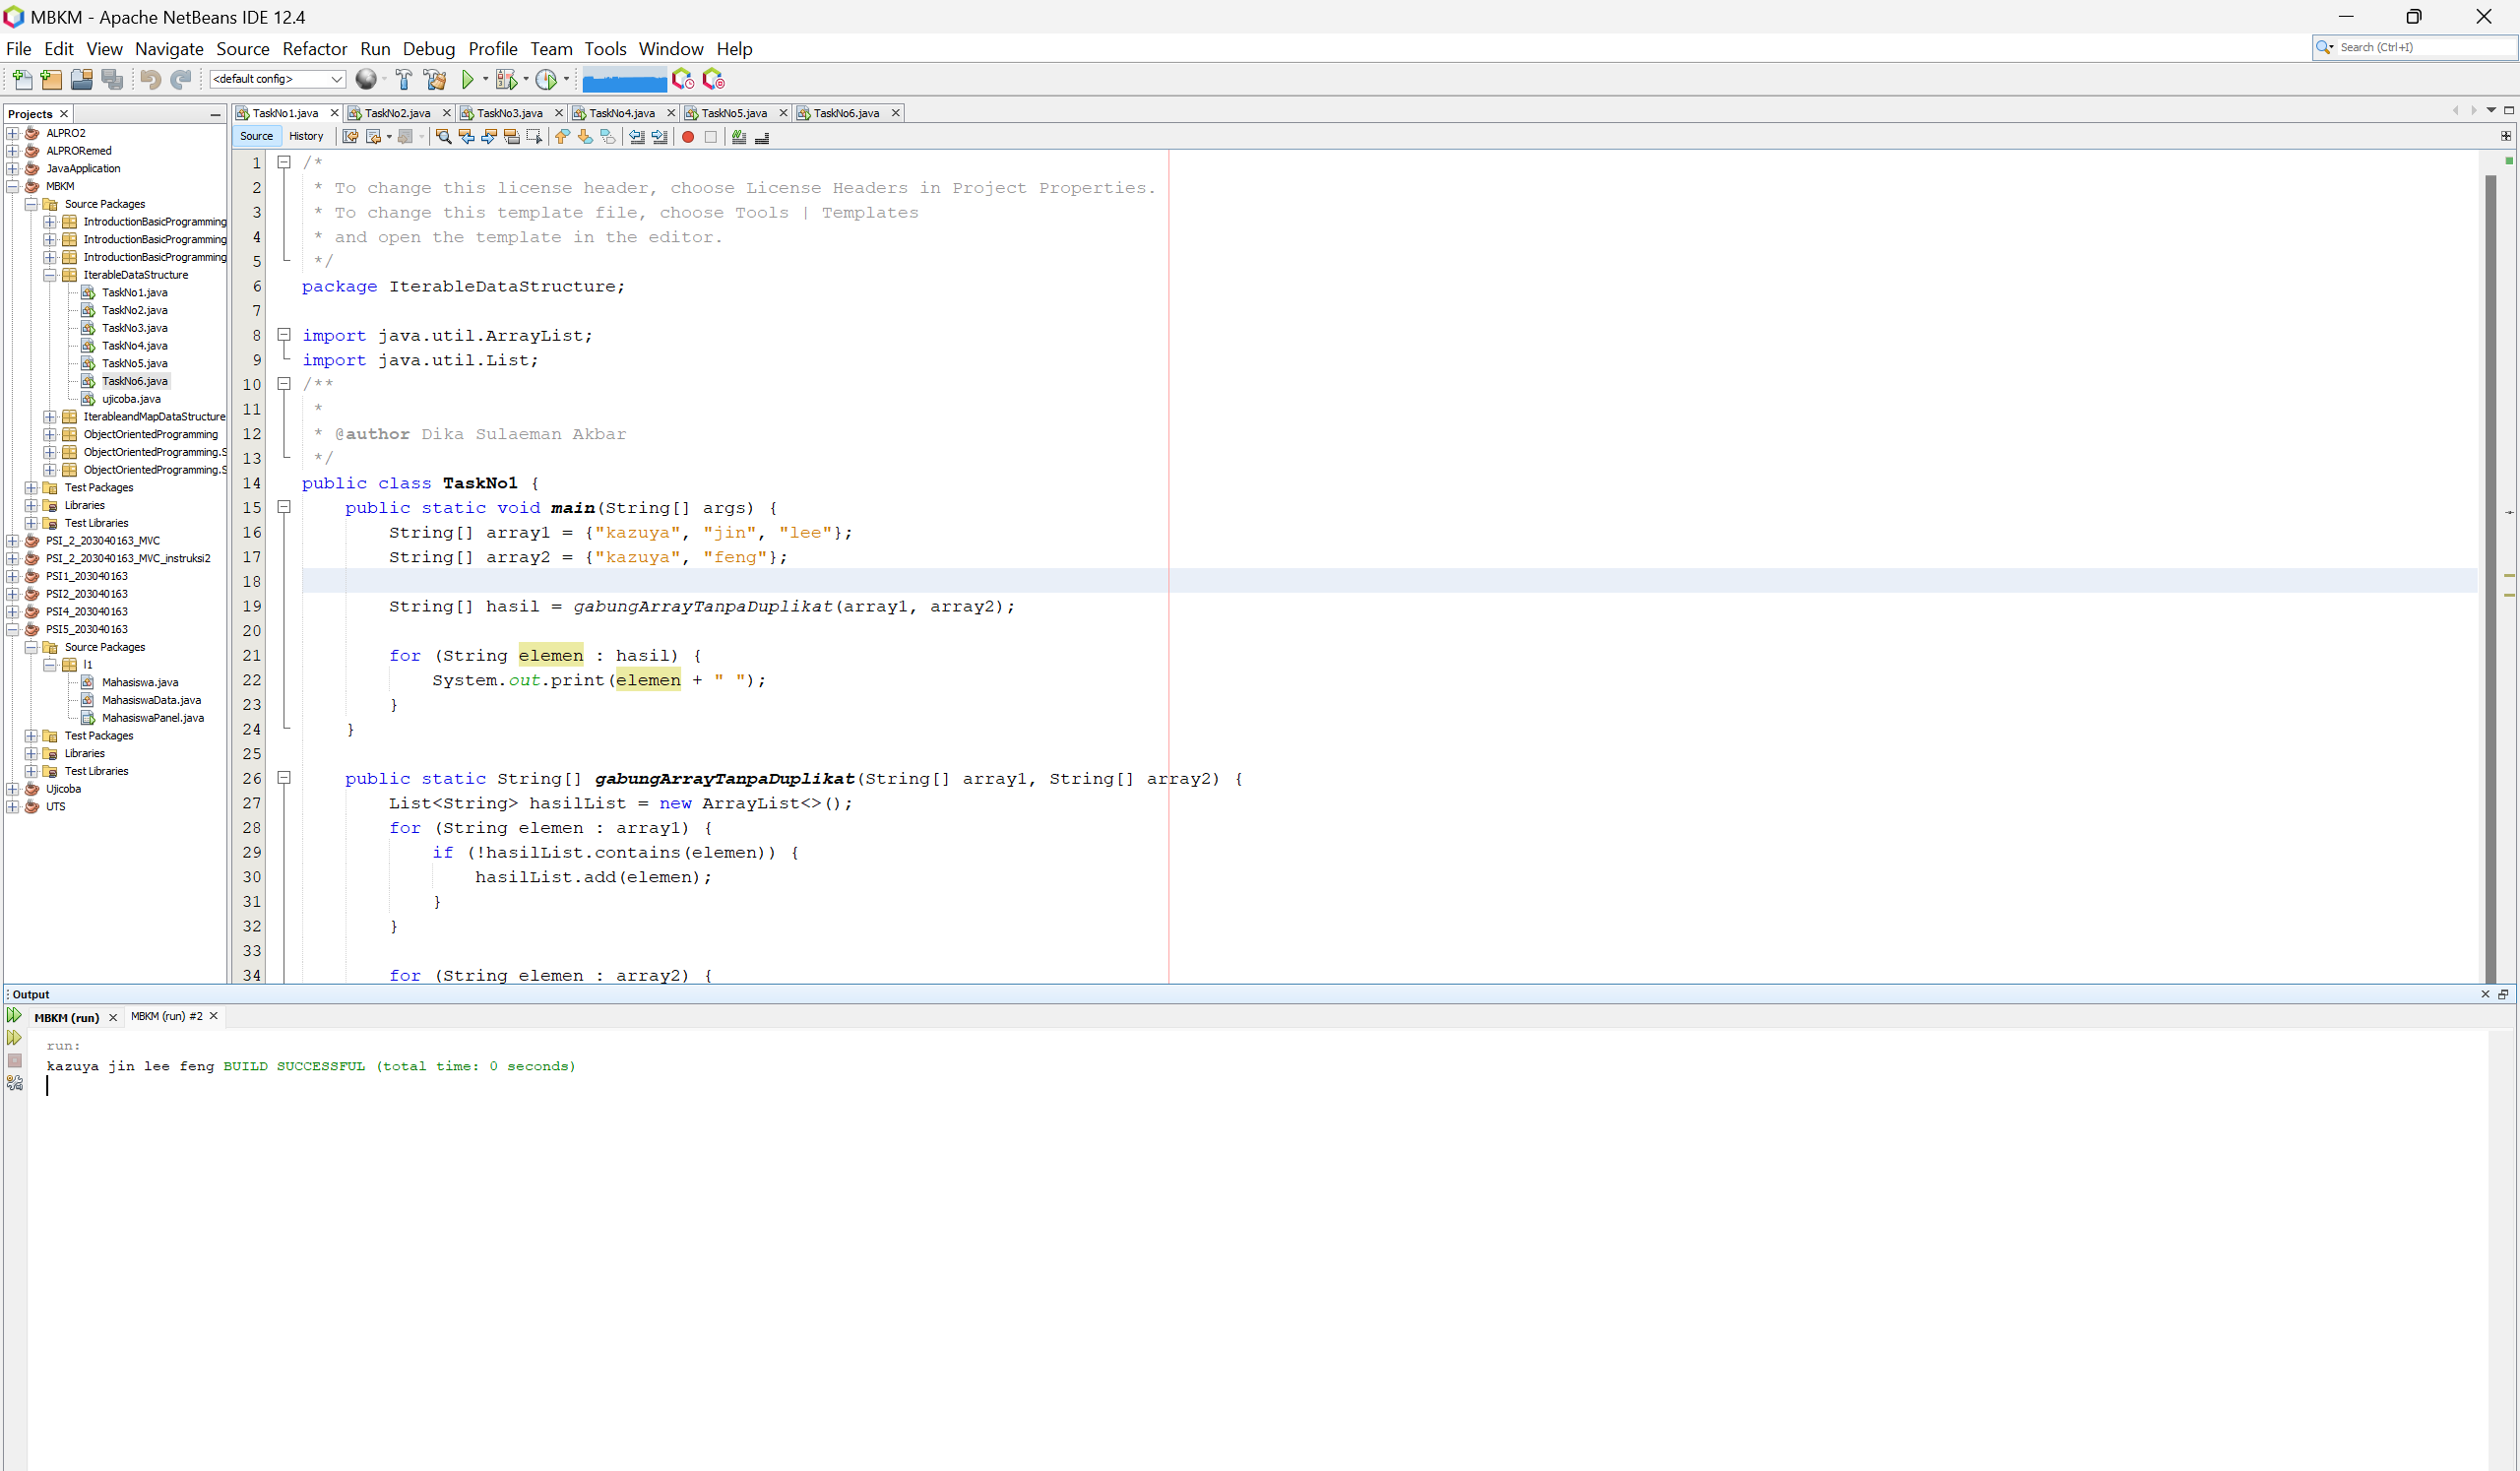 MBKM - Apache NetBeans IDE 12.4
File Edit View Navigate Source Refactor Run Debug Profile Team Tools Window Help
Search (Ctrl+I)
<default config>
Projects
TaskNo1.java TaskNo2.java TaskNo3.java TaskNo4.java TaskNo5.java TaskNo6.java
Source History
ALPRO2
ALPRORemed
JavaApplication
MBKM
Source Packages
IntroductionBasicProgramming
IntroductionBasicProgramming
IntroductionBasicProgramming
IterableDataStructure
TaskNo1.java
TaskNo2.java
TaskNo3.java
TaskNo4.java
TaskNo5.java
TaskNo6.java
ujicoba.java
IterableandMapDataStructure
ObjectOrientedProgramming
ObjectOrientedProgramming.S
ObjectOrientedProgramming.S
Test Packages
Libraries
Test Libraries
PSI_2_203040163_MVC
PSI_2_203040163_MVC_instruksi2
PSI1_203040163
PSI2_203040163
PSI4_203040163
PSI5_203040163
Source Packages
l1
Mahasiswa.java
MahasiswaData.java
MahasiswaPanel.java
Test Packages
Libraries
Test Libraries
Ujicoba
UTS
1 /*
2 * To change this license header, choose License Headers in Project Properties.
3 * To change this template file, choose Tools | Templates
4 * and open the template in the editor.
5 */
6 package IterableDataStructure;
7
8 import java.util.ArrayList;
9 import java.util.List;
10 /**
11 *
12 * @author Dika Sulaeman Akbar
13 */
14 public class TaskNo1 {
15 public static void main(String[] args) {
16 String[] array1 = {"kazuya", "jin", "lee"};
17 String[] array2 = {"kazuya", "feng"};
18
19 String[] hasil = gabungArrayTanpaDuplikat(array1, array2);
20
21 for (String elemen : hasil) {
22 System.out.print(elemen + " ");
23 }
24 }
25
26 public static String[] gabungArrayTanpaDuplikat(String[] array1, String[] array2) {
27 List<String> hasilList = new ArrayList<>();
28 for (String elemen : array1) {
29 if (!hasilList.contains(elemen)) {
30 hasilList.add(elemen);
31 }
32 }
33
34 for (String elemen : array2) {
Output
MBKM (run) MBKM (run) #2
run:
kazuya jin lee feng BUILD SUCCESSFUL (total time: 0 seconds)